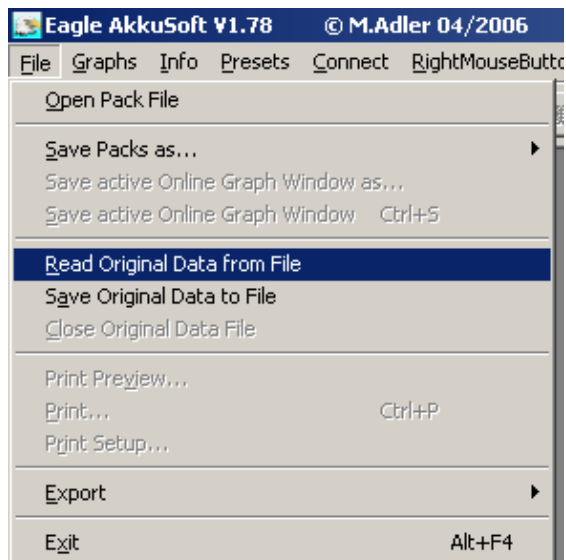 Eagle AkkuSoft V1.78 © M.Adler 04/2006
File Graphs Info Presets Connect
Open Pack File
Save Packs as...
Save active Online Graph Window as...
Save active Online Graph Window Ctrl+S
Read Original Data from File
Save Original Data to File
Close Original Data File
Print Preview...
Print... Ctrl+P
Print Setup...
Export
Exit Alt+F4